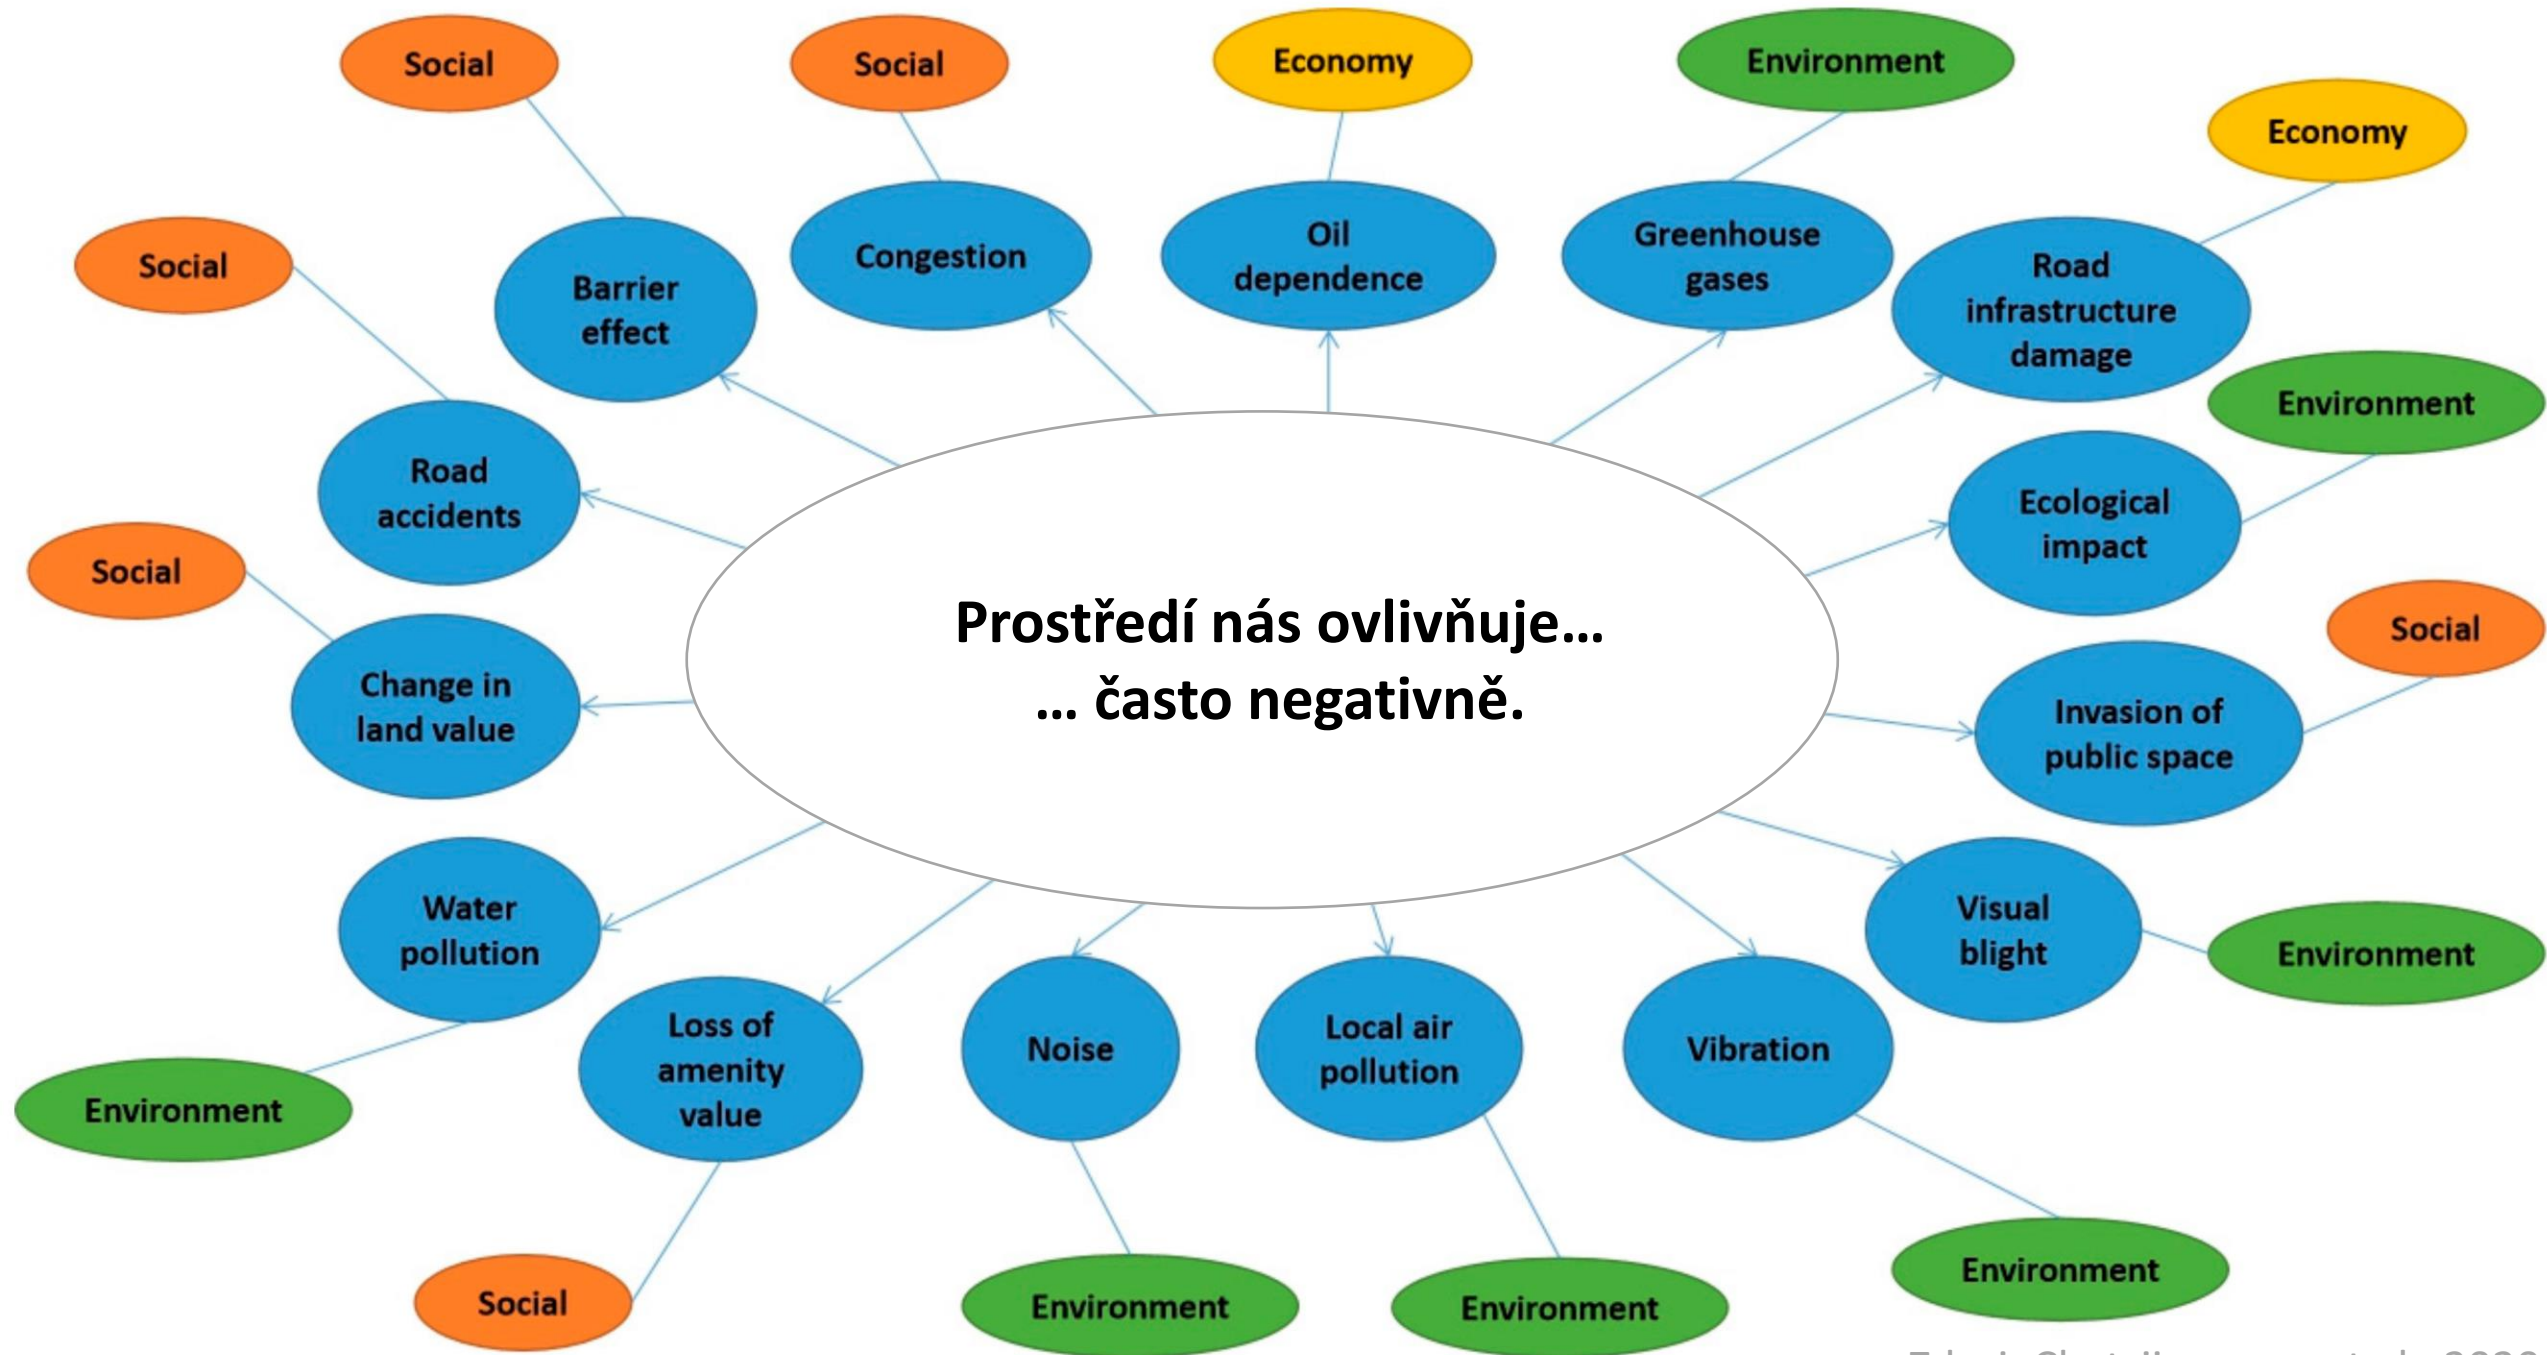 Social
Social
Economy
Environment
Economy
Social
Barrier
effect
Congestion
Oil
dependence
Greenhouse
gases
Road
infrastructure
damage
Environment
Road
accidents
Ecological
impact
Social
Social
Prostředí nás ovlivňuje...
... často negativně.
Change in
land value
Invasion of
public space
Water
pollution
Visual
blight
Environment
Loss of
amenity
value
Noise
Local air
pollution
Vibration
Environment
Social
Environment
Environment
Environment